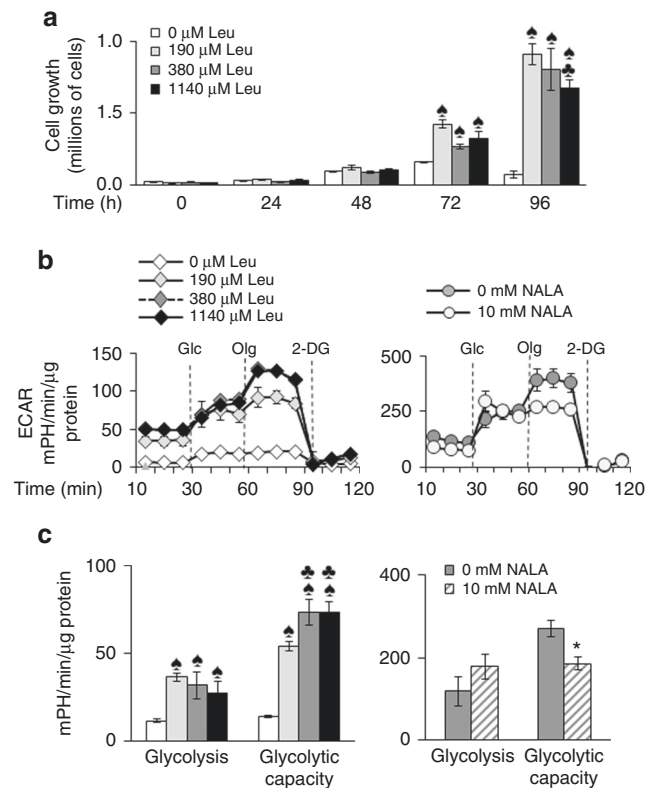 a
0 µM Leu
190 µM Leu
380 µM Leu
1140 µM Leu
Cell growth
(millions of cells)
1.0
1.5
0.0
Time (h)
0
24
48
72
96
♠
♠
♠
♠
♠
♠
♣
b
0 µM Leu
190 µM Leu
380 µM Leu
1140 µM Leu
ECAR
mPH/min/µg
protein
Glc
Olg
2-DG
150
100
50
0
Time (min)
10
30
60
90
120
0 mM NALA
10 mM NALA
Glc
Olg
2-DG
500
250
0
10
30
60
90
120
c
mPH/min/µg protein
100
50
0
♠
♠
♠
♠
♣
♠
♣
♠
Glycolysis
Glycolytic
capacity
0 mM NALA
10 mM NALA
400
200
0
*
Glycolysis
Glycolytic
capacity